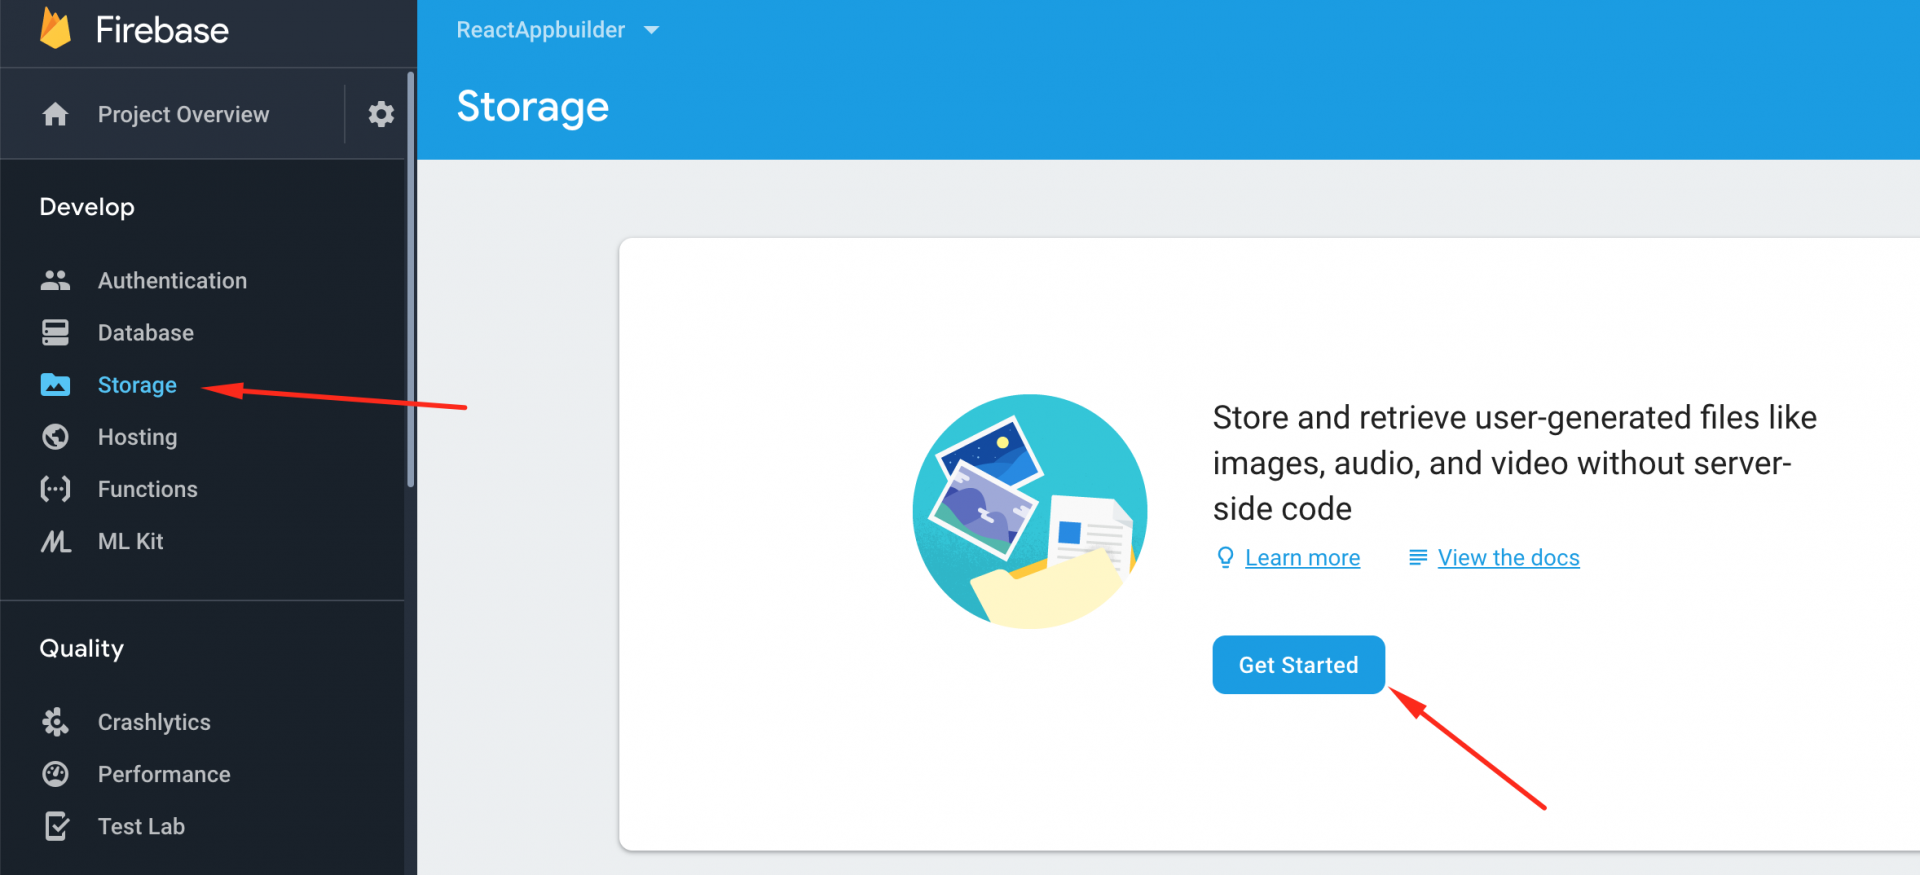 Firebase
Project Overview
Develop
Authentication
Database
Storage
Hosting
Functions
ML Kit
Quality
Crashlytics
Performance
Test Lab
ReactAppbuilder
Storage
Store and retrieve user-generated files like
images, audio, and video without server-
side code
Learn more
View the docs
Get Started